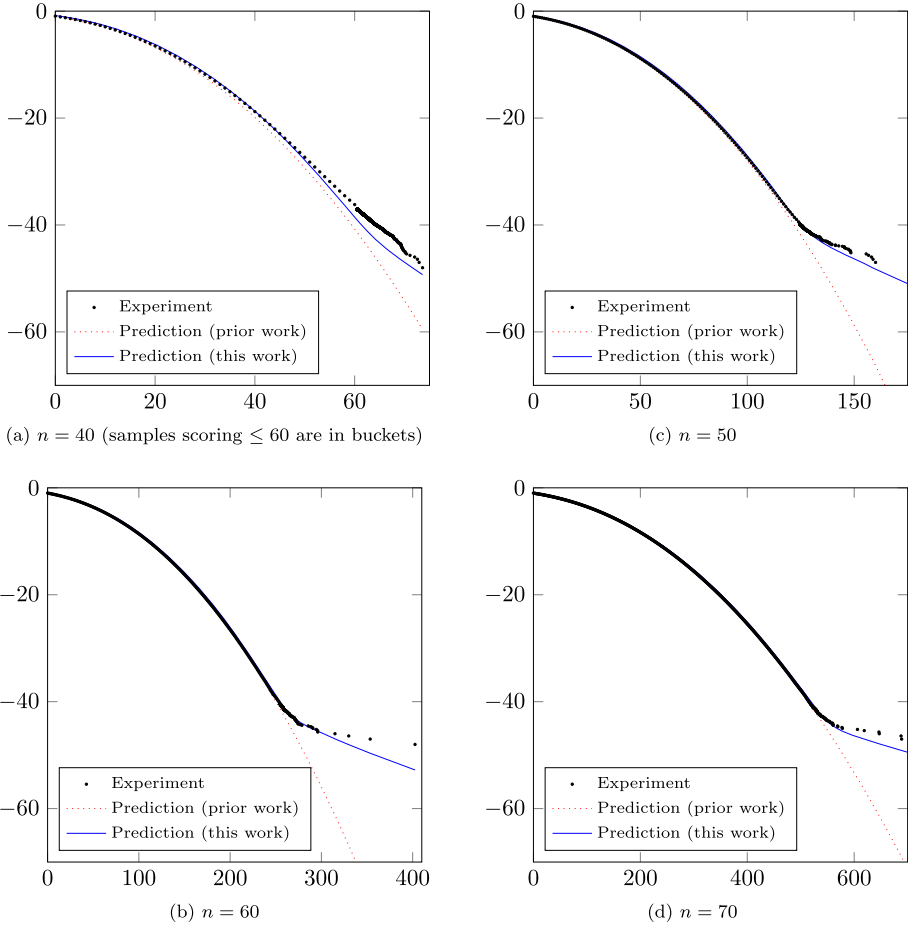 0
−20
−40
−60
Experiment
Prediction (prior work)
Prediction (this work)
0 20 40 60
(a) n = 40 (samples scoring ≤ 60 are in buckets)
0
−20
−40
−60
Experiment
Prediction (prior work)
Prediction (this work)
0 50 100 150
(c) n = 50
0
−20
−40
−60
Experiment
Prediction (prior work)
Prediction (this work)
0 100 200 300 400
(b) n = 60
0
−20
−40
−60
Experiment
Prediction (prior work)
Prediction (this work)
0 200 400 600
(d) n = 70